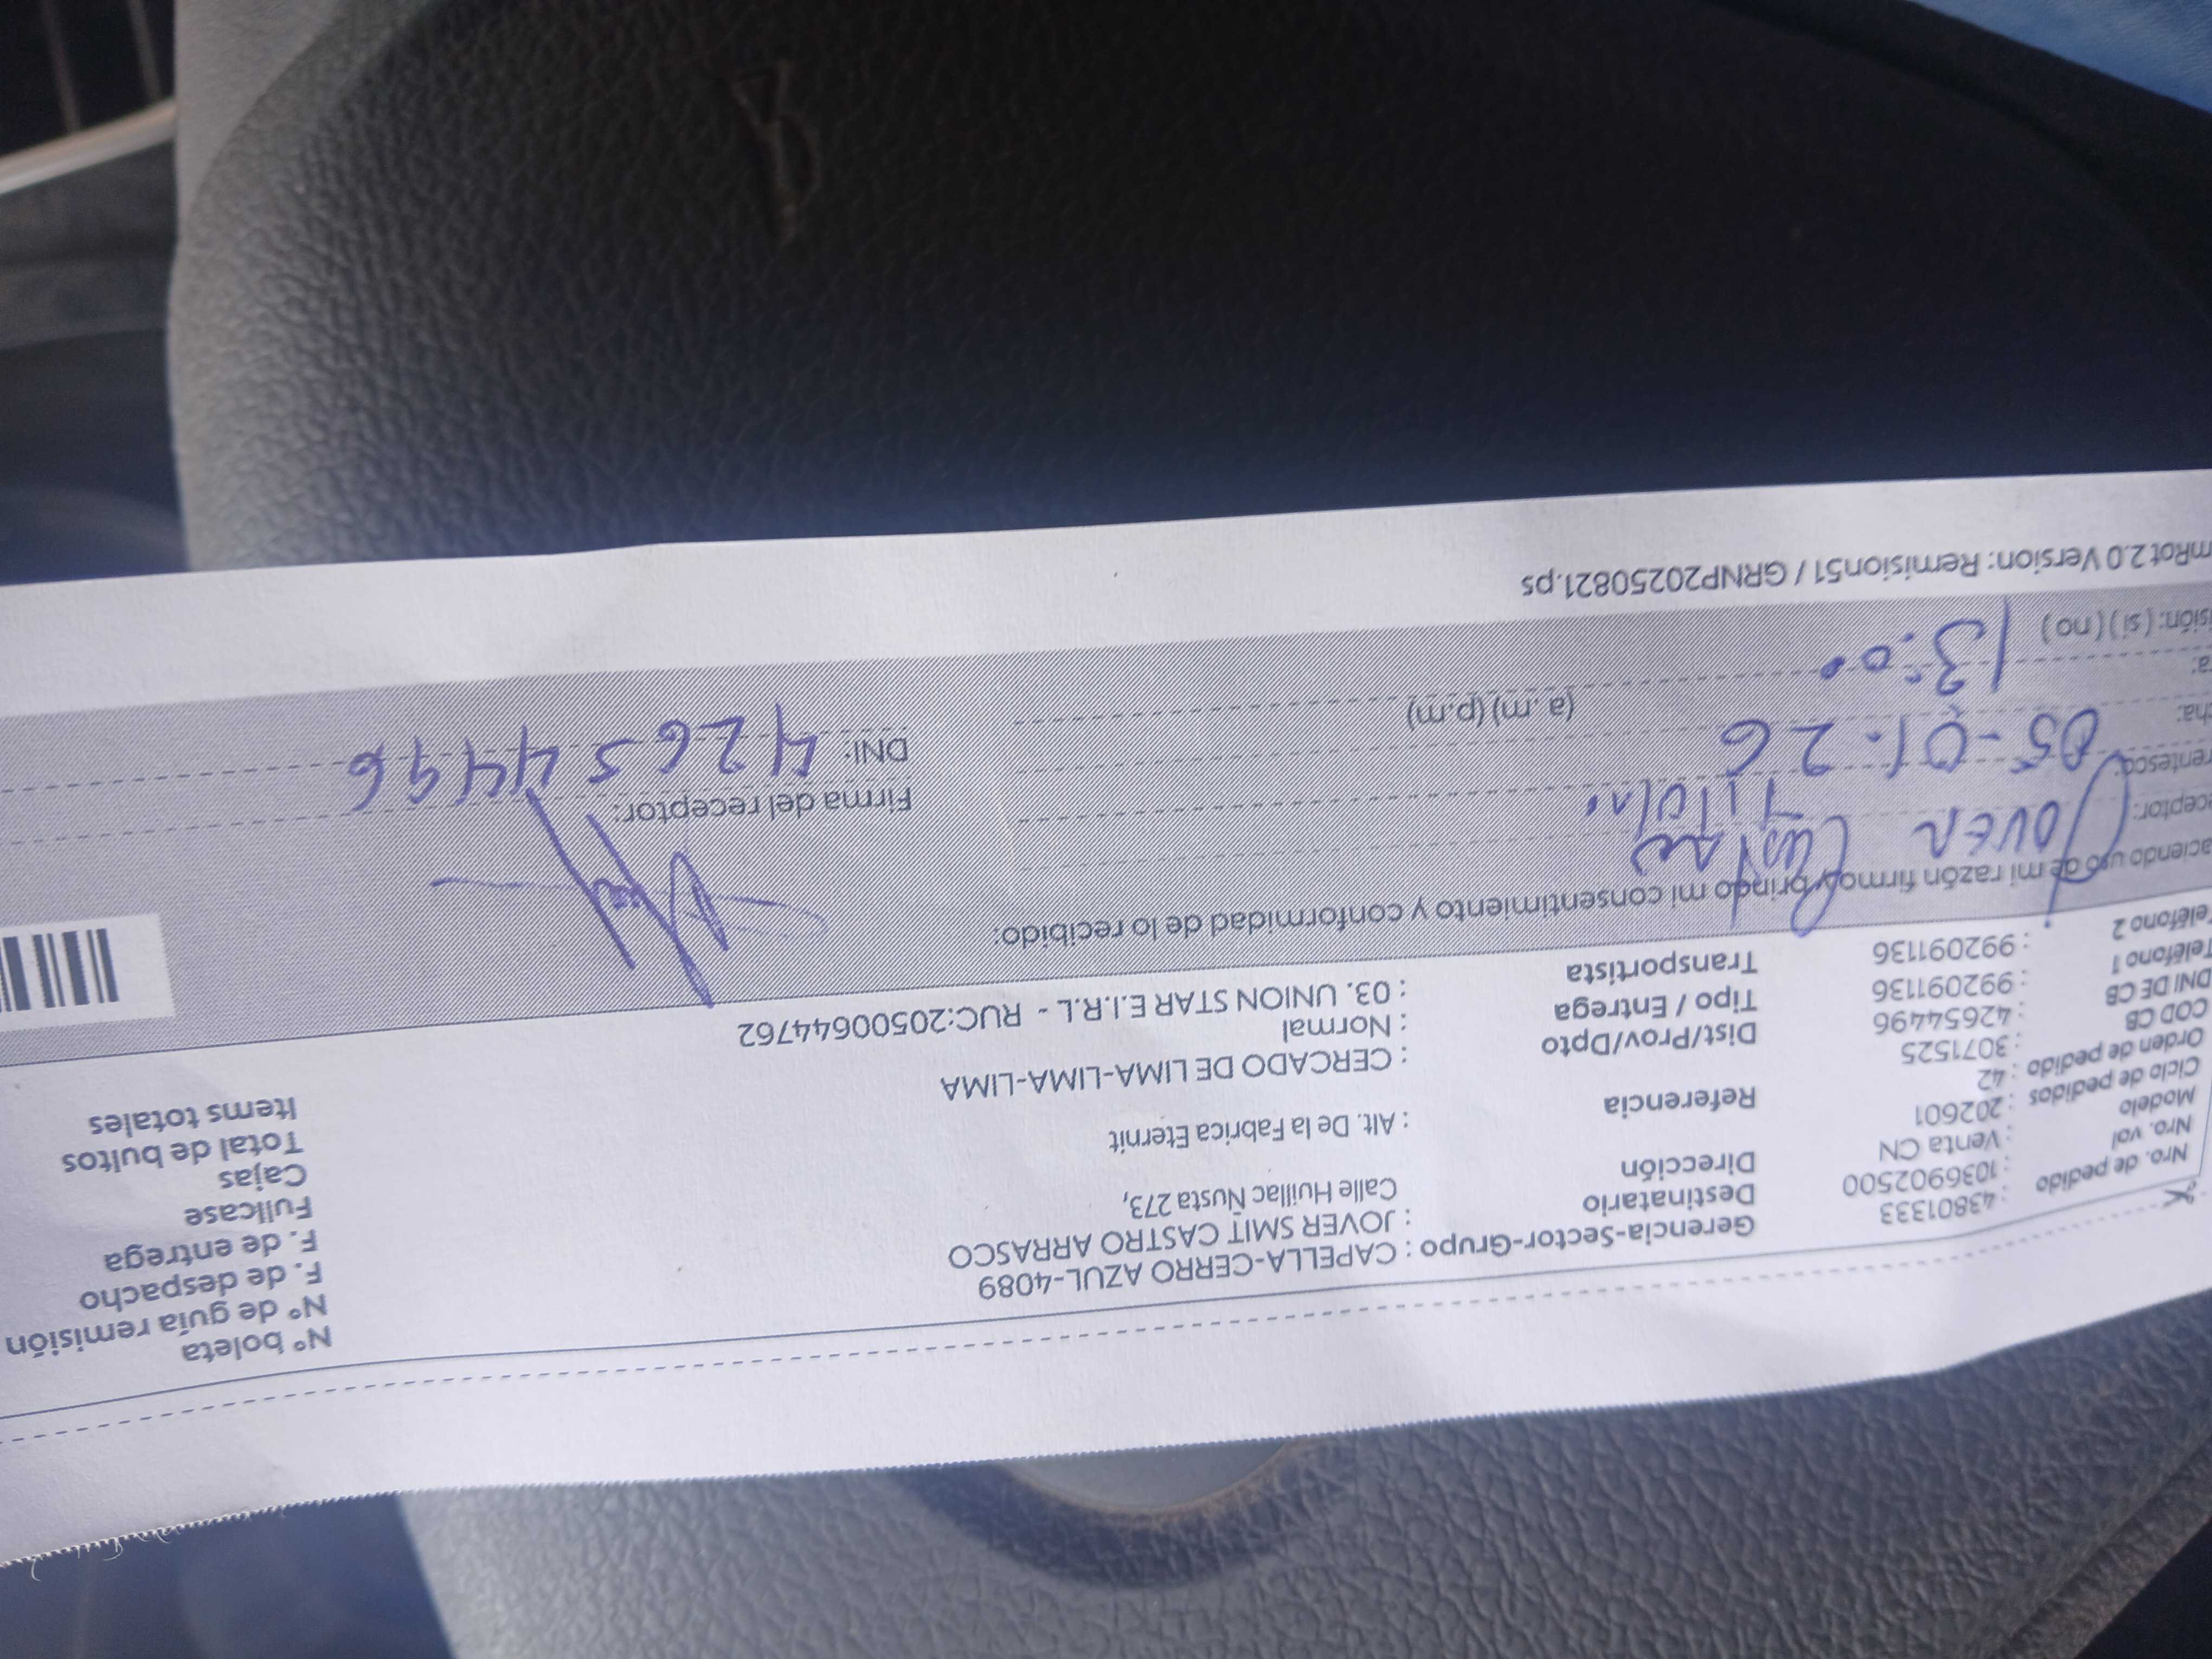 Nro. de pedido : 43801333 Gerencia-Sector-Grupo : CAPELLA-CERRO AZUL-4089 N° boleta
Nro. vol : 1036902500 Destinatario : JOVER SMIT CASTRO ARRASCO N° de guía remisión
Modelo : Venta CN Dirección Calle Huillac Ñusta 273, F. de despacho
Ciclo de pedidos : 202601 F. de entrega
Orden de pedido : 42 Referencia : Alt. De la Fabrica Eternit Fullcase
COD CB : 3071525 Cajas
DNI DE CB : 42654496 Dist/Prov/Dpto : CERCADO DE LIMA-LIMA-LIMA Total de bultos
Teléfono 1 : 992091136 Tipo / Entrega : Normal Items totales
Teléfono 2 : 992091136 Transportista : 03. UNION STAR E.I.R.L - RUC:20500644762
aciendo uso de mi razón firmo y brindo mi consentimiento y conformidad de lo recibido:
eceptor: Jover Castro
rentesco: Titular Firma del receptor:
cha: 05-01-26 DNI: 42654496
a: 13:00 (a.m) (p.m)
isión: (si) (no)
mRot 2.0 Version: Remision51 / GRNP20250821.ps